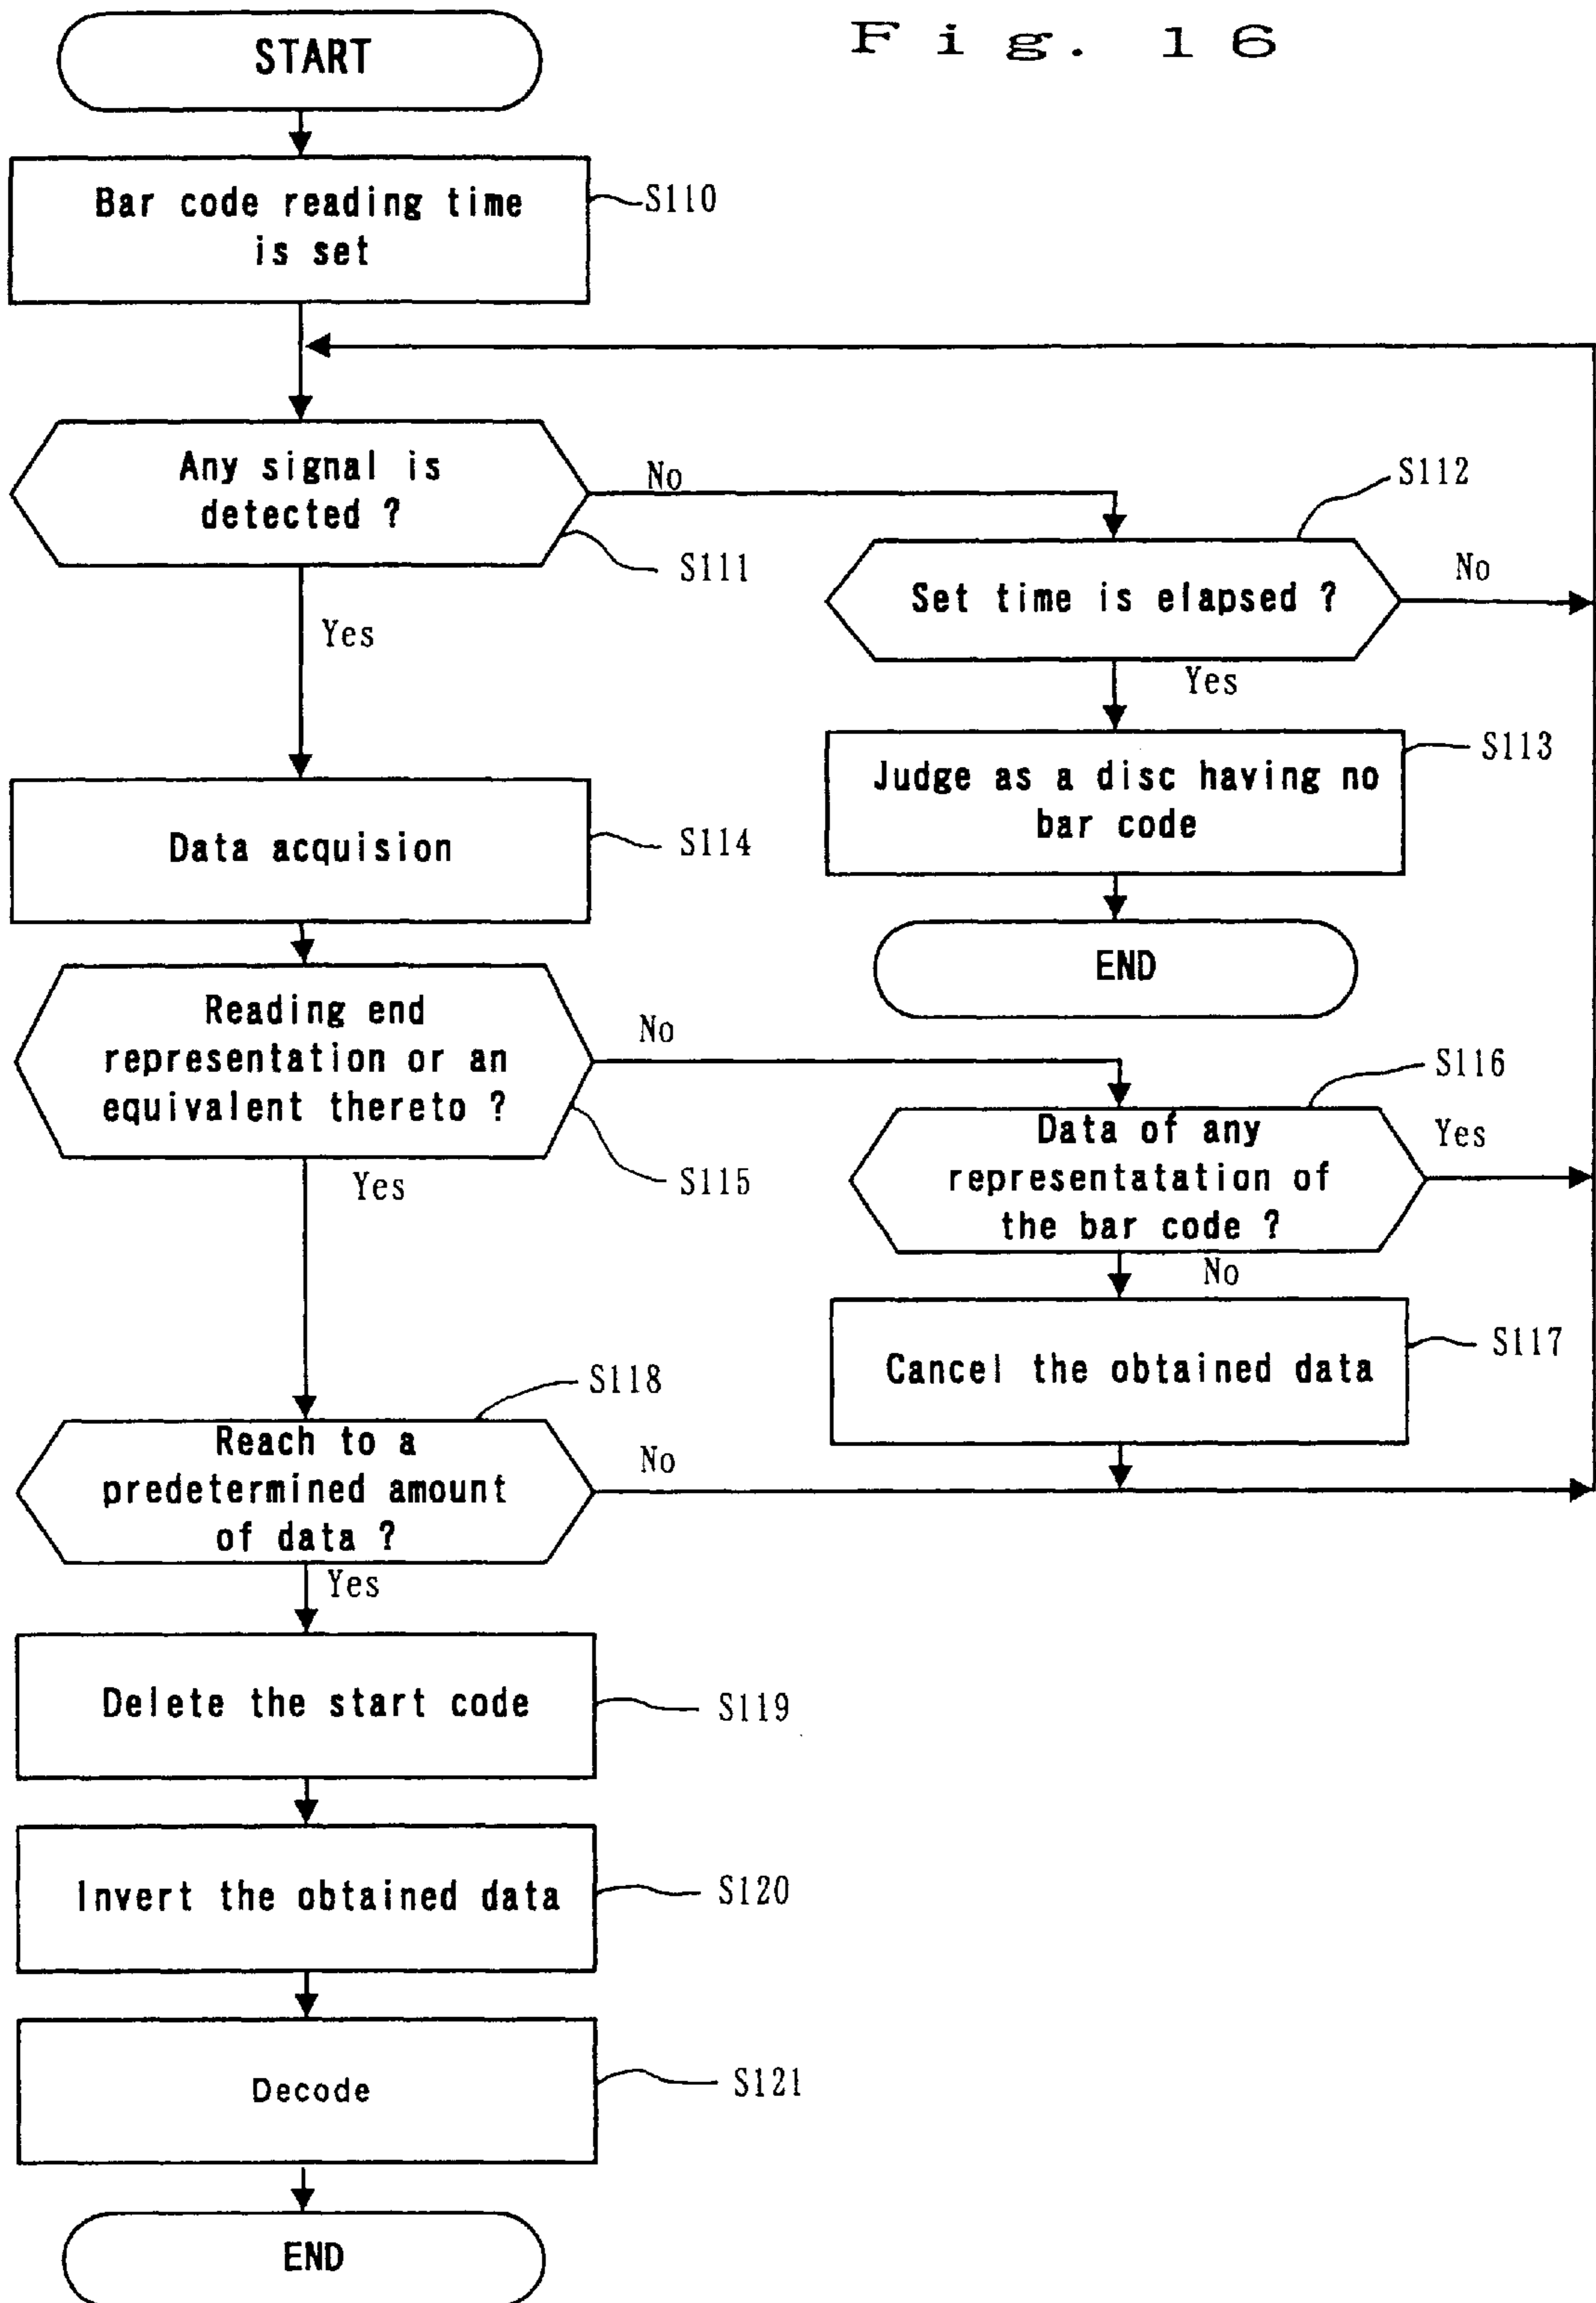 Fig. 16
START
Bar code reading time
is set
S110
Any signal is
detected ?
S111
No
Yes
S112
Set time is elapsed ?
No
Yes
Judge as a disc having no
bar code
S113
END
Data acquision
S114
Reading end
representation or an
equivalent thereto ?
S115
No
Yes
S116
Data of any
representatation of
the bar code ?
Yes
No
Cancel the obtained data
S117
S118
Reach to a
predetermined amount
of data ?
No
Yes
Delete the start code
S119
Invert the obtained data
S120
Decode
S121
END